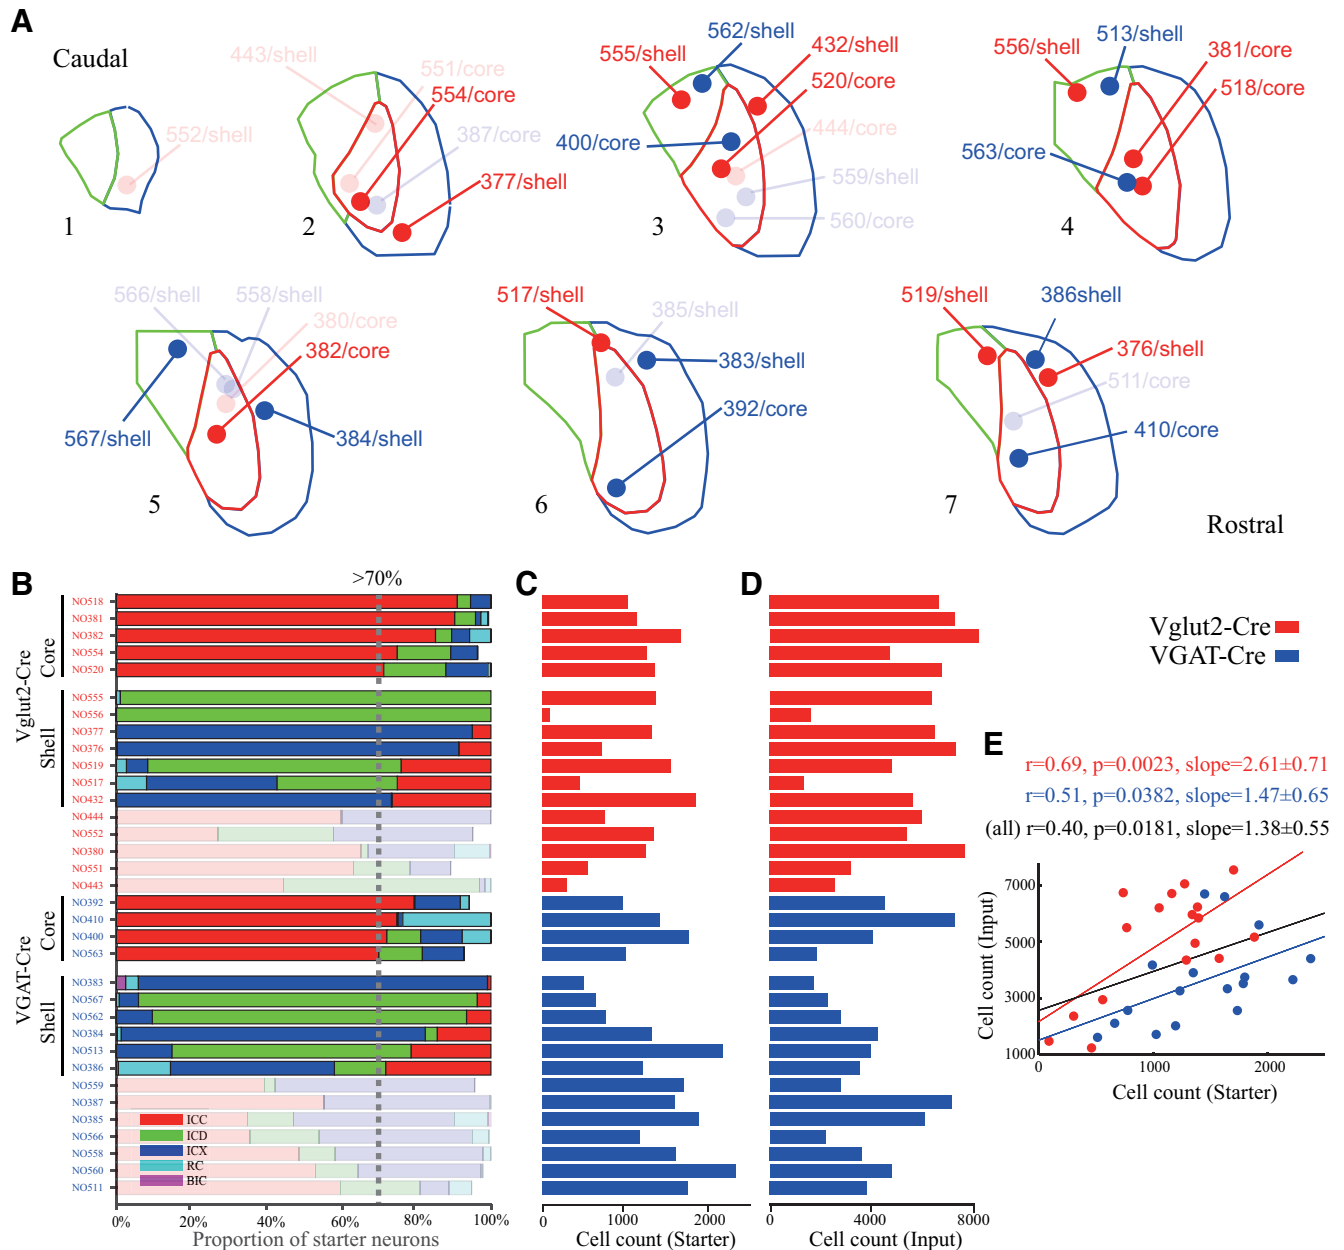 A
Caudal
443/shell
551/core
554/core
387/core
377/shell
552/shell
1
2
555/shell
562/shell
432/shell
520/core
400/core
444/core
559/shell
560/core
3
556/shell
513/shell
381/core
518/core
563/core
4
566/shell
558/shell
380/core
382/core
567/shell
384/shell
5
517/shell
385/shell
383/shell
392/core
6
519/shell
386shell
376/shell
511/core
410/core
7
Rostral
B
>70%
Vglut2-Cre
Core
NO518
NO381
NO382
NO554
NO520
Shell
NO555
NO556
NO377
NO376
NO519
NO517
NO432
NO444
NO552
NO380
NO551
NO443
VGAT-Cre
Core
NO392
NO410
NO400
NO563
Shell
NO383
NO567
NO562
NO384
NO513
NO386
NO559
NO387
NO385
NO566
NO558
NO560
NO511
ICC
ICD
ICX
RC
BIC
0% 20% 40% 60% 80% 100%
Proportion of starter neurons
C
0 1000 2000
Cell count (Starter)
D
0 4000 8000
Cell count (Input)
Vglut2-Cre
VGAT-Cre
E
r=0.69, p=0.0023, slope=2.61±0.71
r=0.51, p=0.0382, slope=1.47±0.65
(all) r=0.40, p=0.0181, slope=1.38±0.55
Cell count (Input)
7000
5000
3000
1000
0 1000 2000
Cell count (Starter)